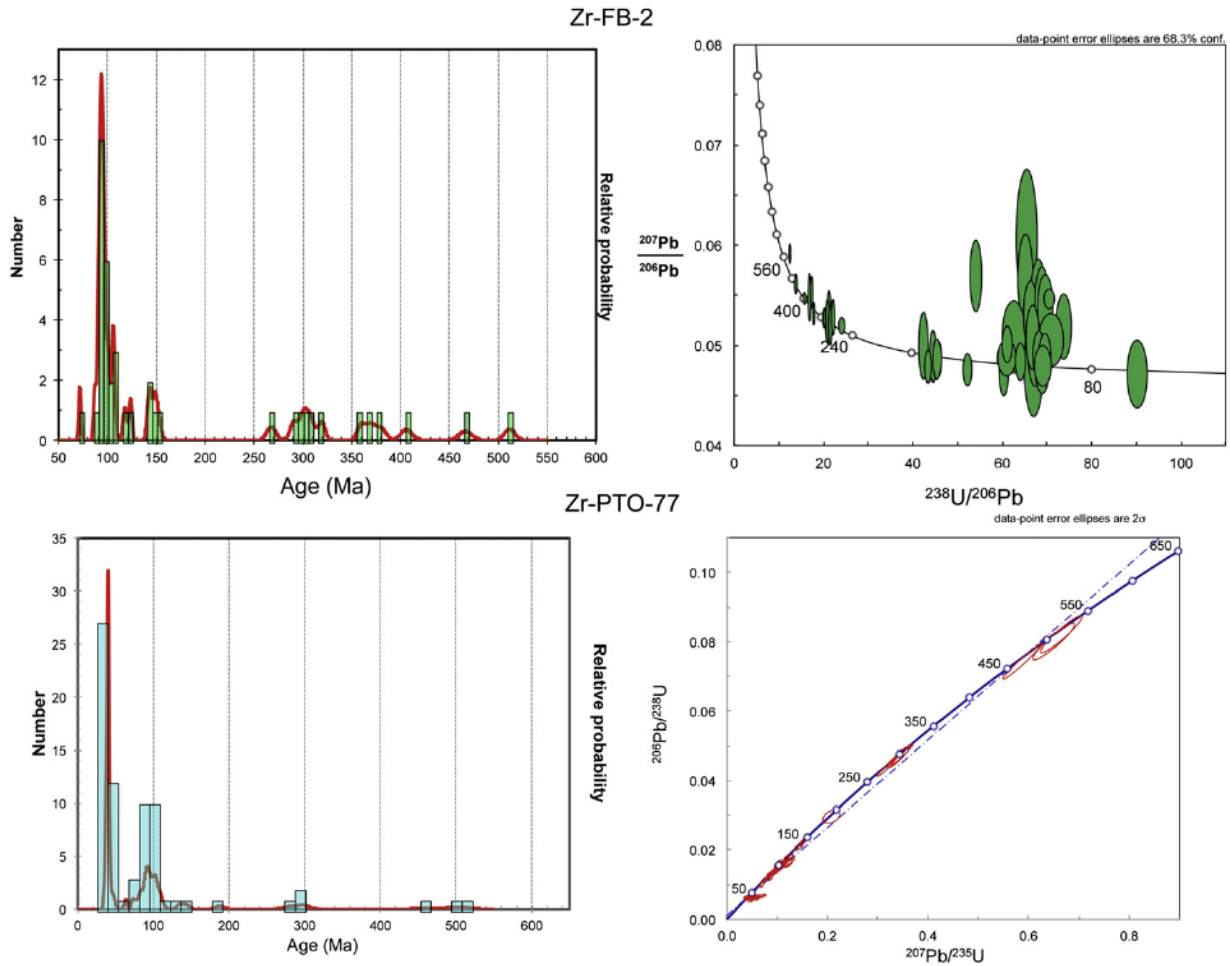 Zr-FB-2
12
10
8
6
4
2
0
Number
Relative probability
50 100 150 200 250 300 350 400 450 500 550 600
Age (Ma)
data-point error ellipses are 68.3% conf.
0.08
0.07
0.06
0.05
0.04
207Pb
206Pb
560
400
240
80
0 20 40 60 80 100
238U/206Pb
Zr-PTO-77
35
30
25
20
15
10
5
0
Number
Relative probability
0 100 200 300 400 500 600
Age (Ma)
data-point error ellipses are 2σ
0.10
0.08
0.06
0.04
0.02
0.00
206Pb/238U
650
550
450
350
250
150
50
0.0 0.2 0.4 0.6 0.8
207Pb/235U